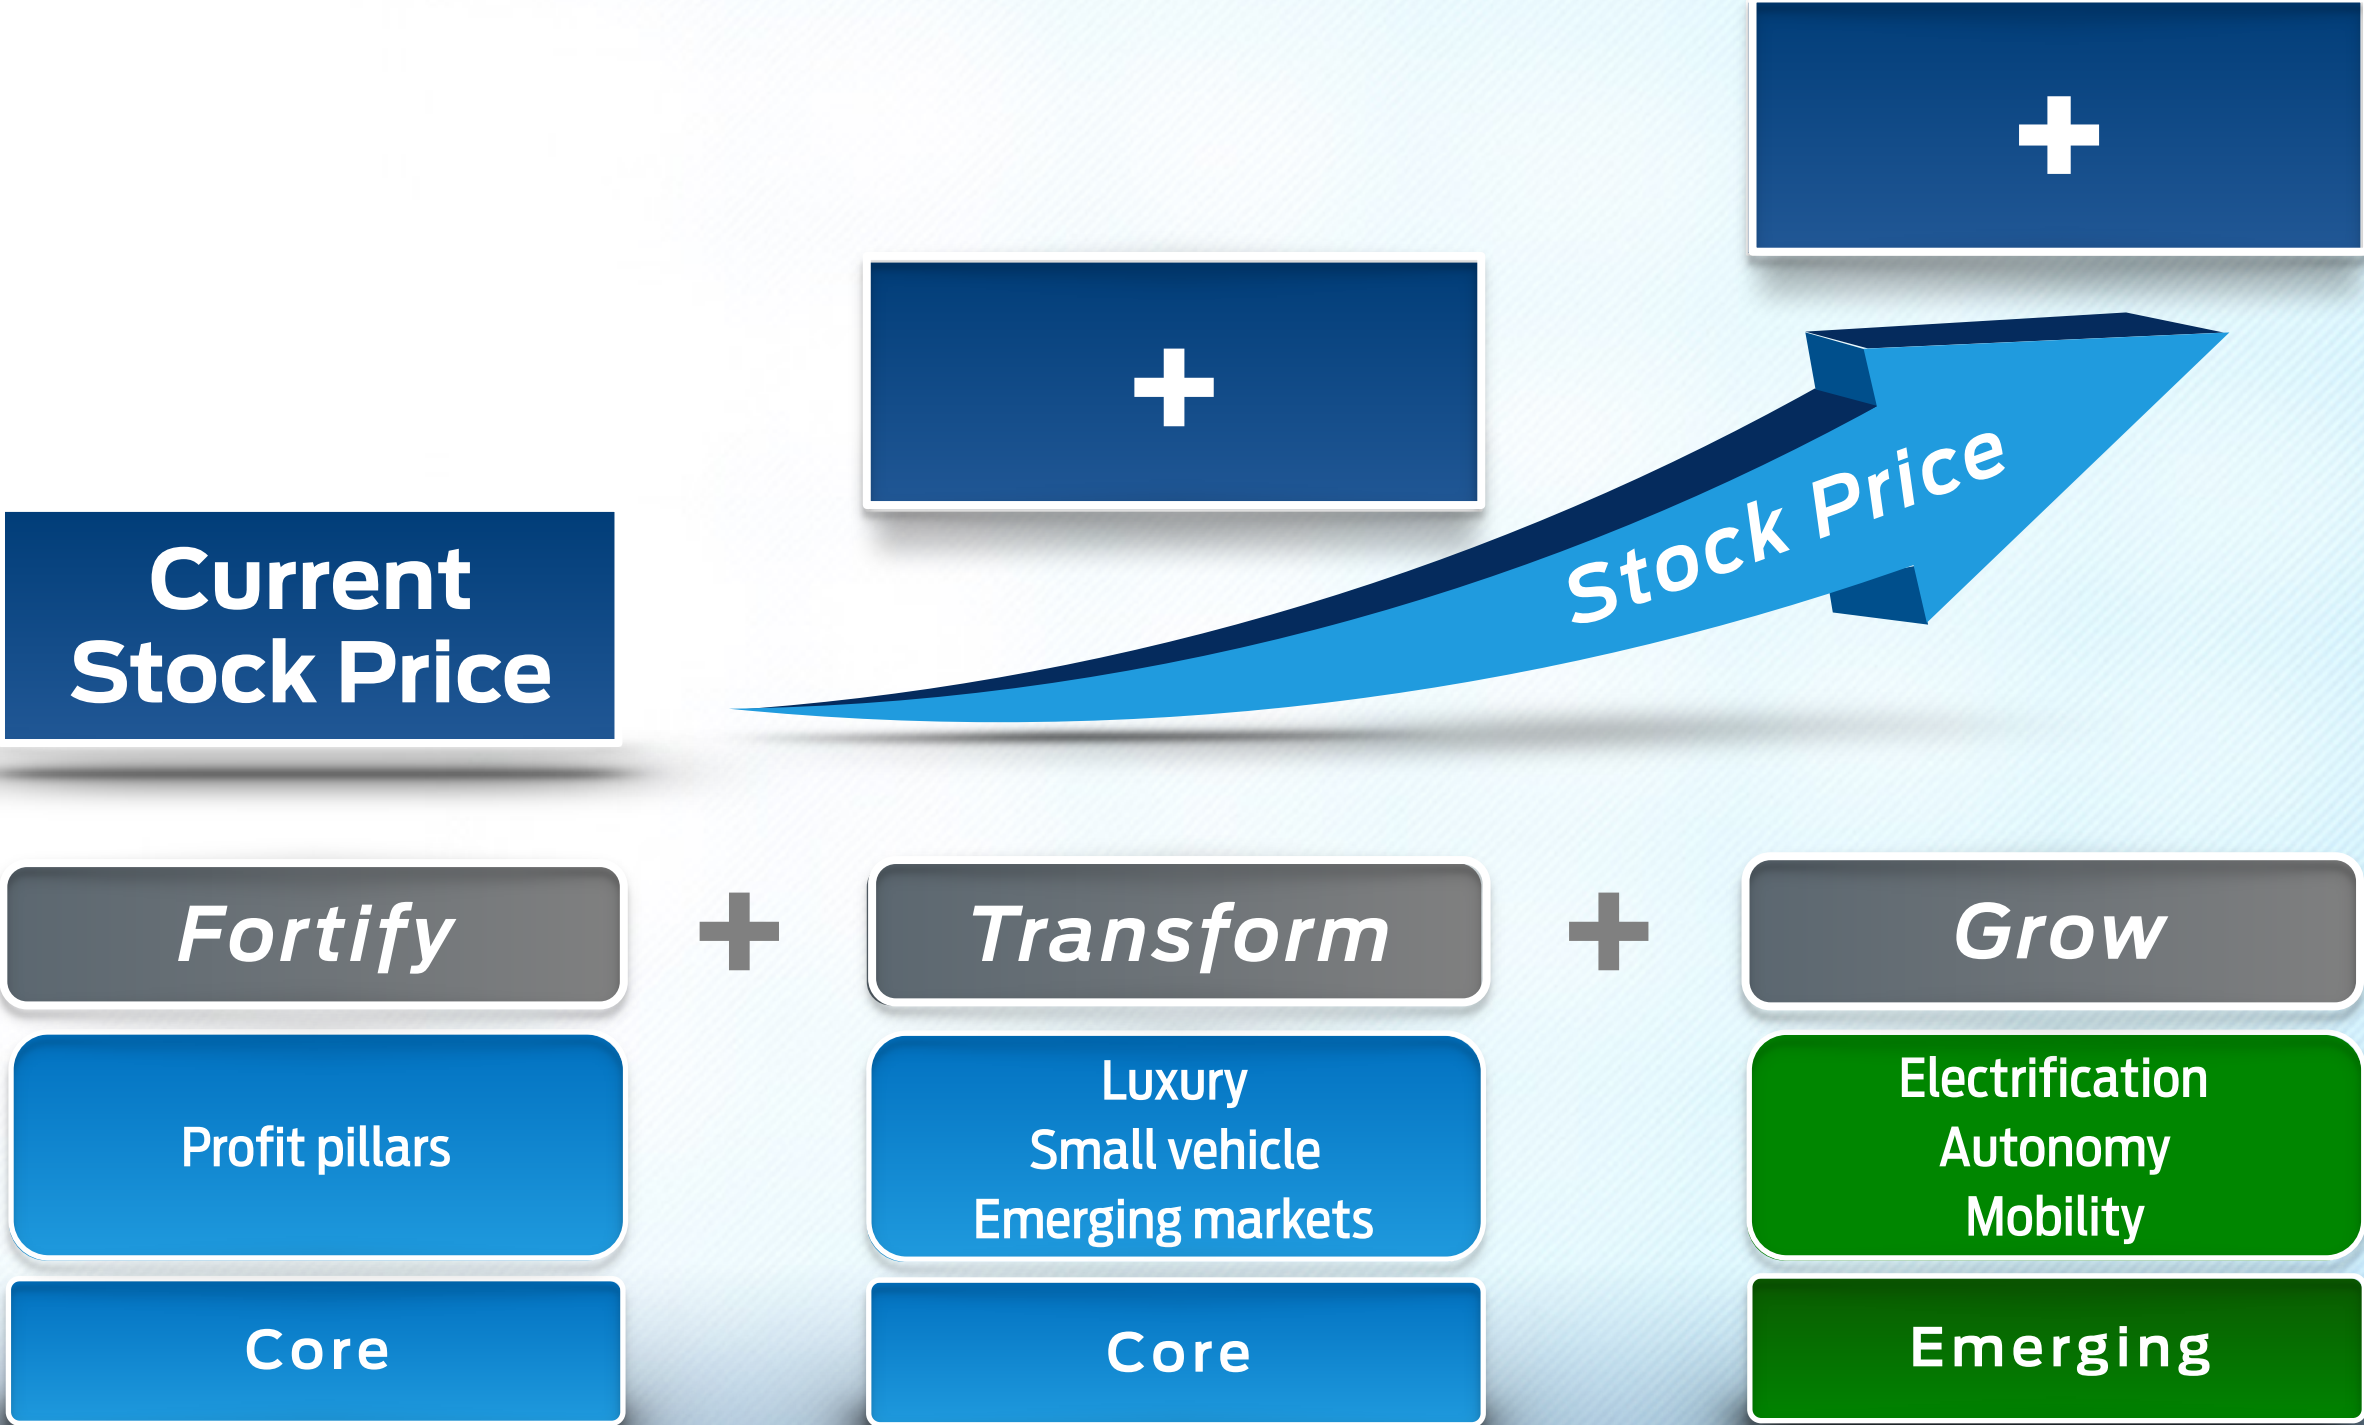 +
+
Current
Stock Price
Stock Price
Fortify + Transform + Grow
Profit pillars
Luxury
Small vehicle
Emerging markets
Electrification
Autonomy
Mobility
Core
Core
Emerging